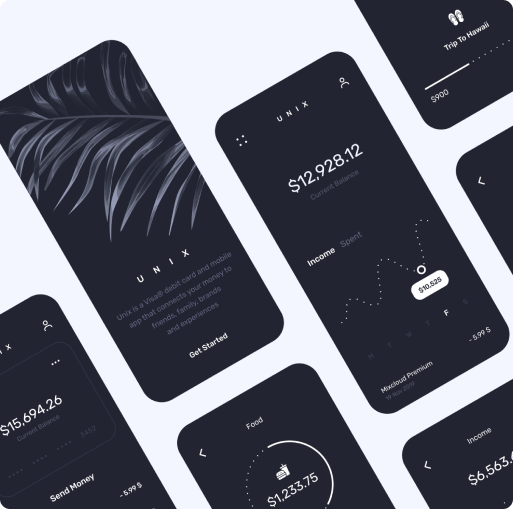 Trip To Hawaii
$900
U N I X
$12,928.12
Current Balance
Income Spent
$10,525
F
Mixcloud Premium
- 5.99 $
U N I X
Unix is a Visa® debit card and mobile
app that connects your money to
friends, family, brands
and experiences
Get Started
I X
$15,694.26
Current Balance
Send Money
- 5.99 $
Food
$1,233.75
Income
$6,563.